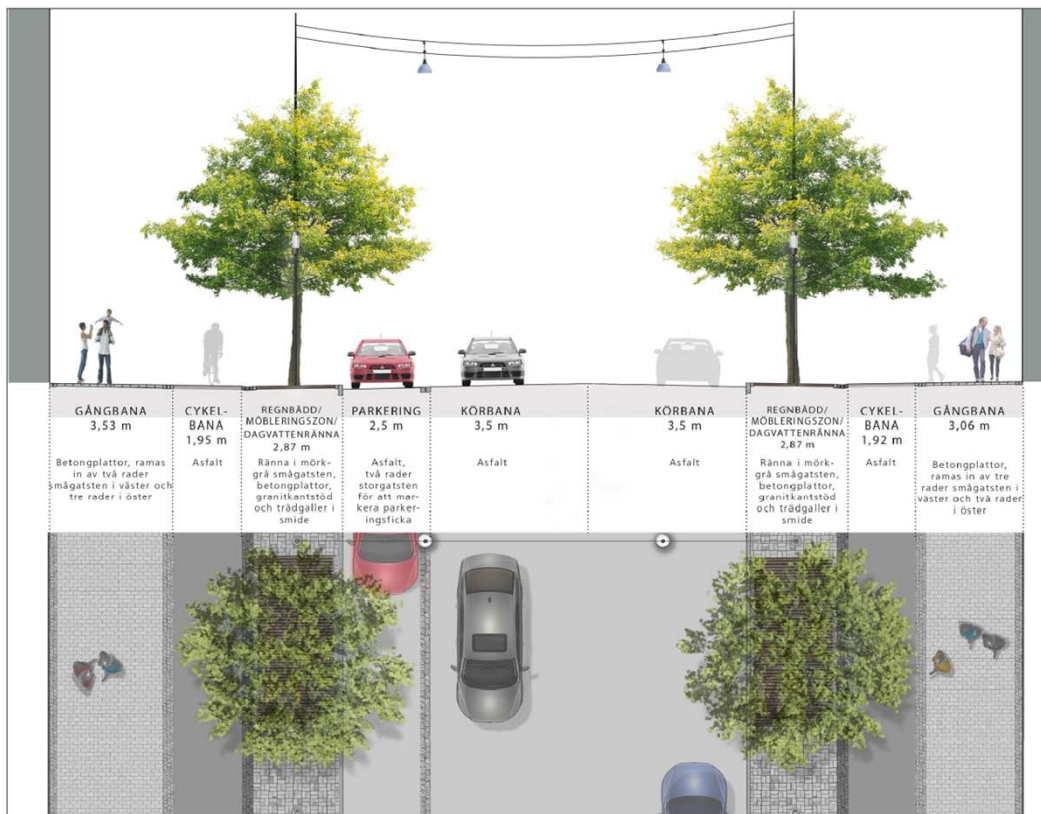 GÅNGBANA
3,53 m
Betongplattor, ramas
in av två rader
smågatsten i väster och
tre rader i öster
CYKEL-
BANA
1,95 m
Asfalt
REGNBÄDD/
MÖBLERINGSZON/
DAGVATTENRÄNNA
2,87 m
Ränna i mörk-
grå smågatsten,
betongplattor,
granitkantstöd
och trädgaller i
smide
PARKERING
2,5 m
Asfalt,
två rader
storgatsten
för att mar-
kera parker-
ingsficka
KÖRBANA
3,5 m
Asfalt
KÖRBANA
3,5 m
Asfalt
REGNBÄDD/
MÖBLERINGSZON/
DAGVATTENRÄNNA
2,87 m
Ränna i mörk-
grå smågatsten,
betongplattor,
granitkantstöd
och trädgaller i
smide
CYKEL-
BANA
1,92 m
Asfalt
GÅNGBANA
3,06 m
Betongplattor,
ramas in av tre
rader smågatsten i
väster och två rader
i öster